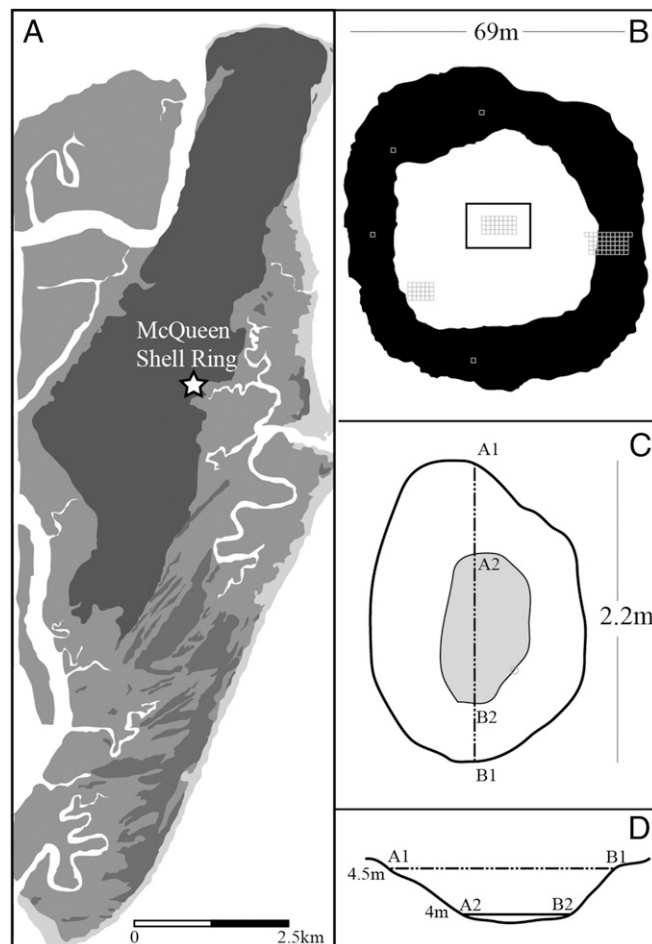 A
McQueen
Shell Ring
0
2.5km
69m
B
C
A1
A2
2.2m
B2
B1
D
A1
B1
4.5m
A2
B2
4m